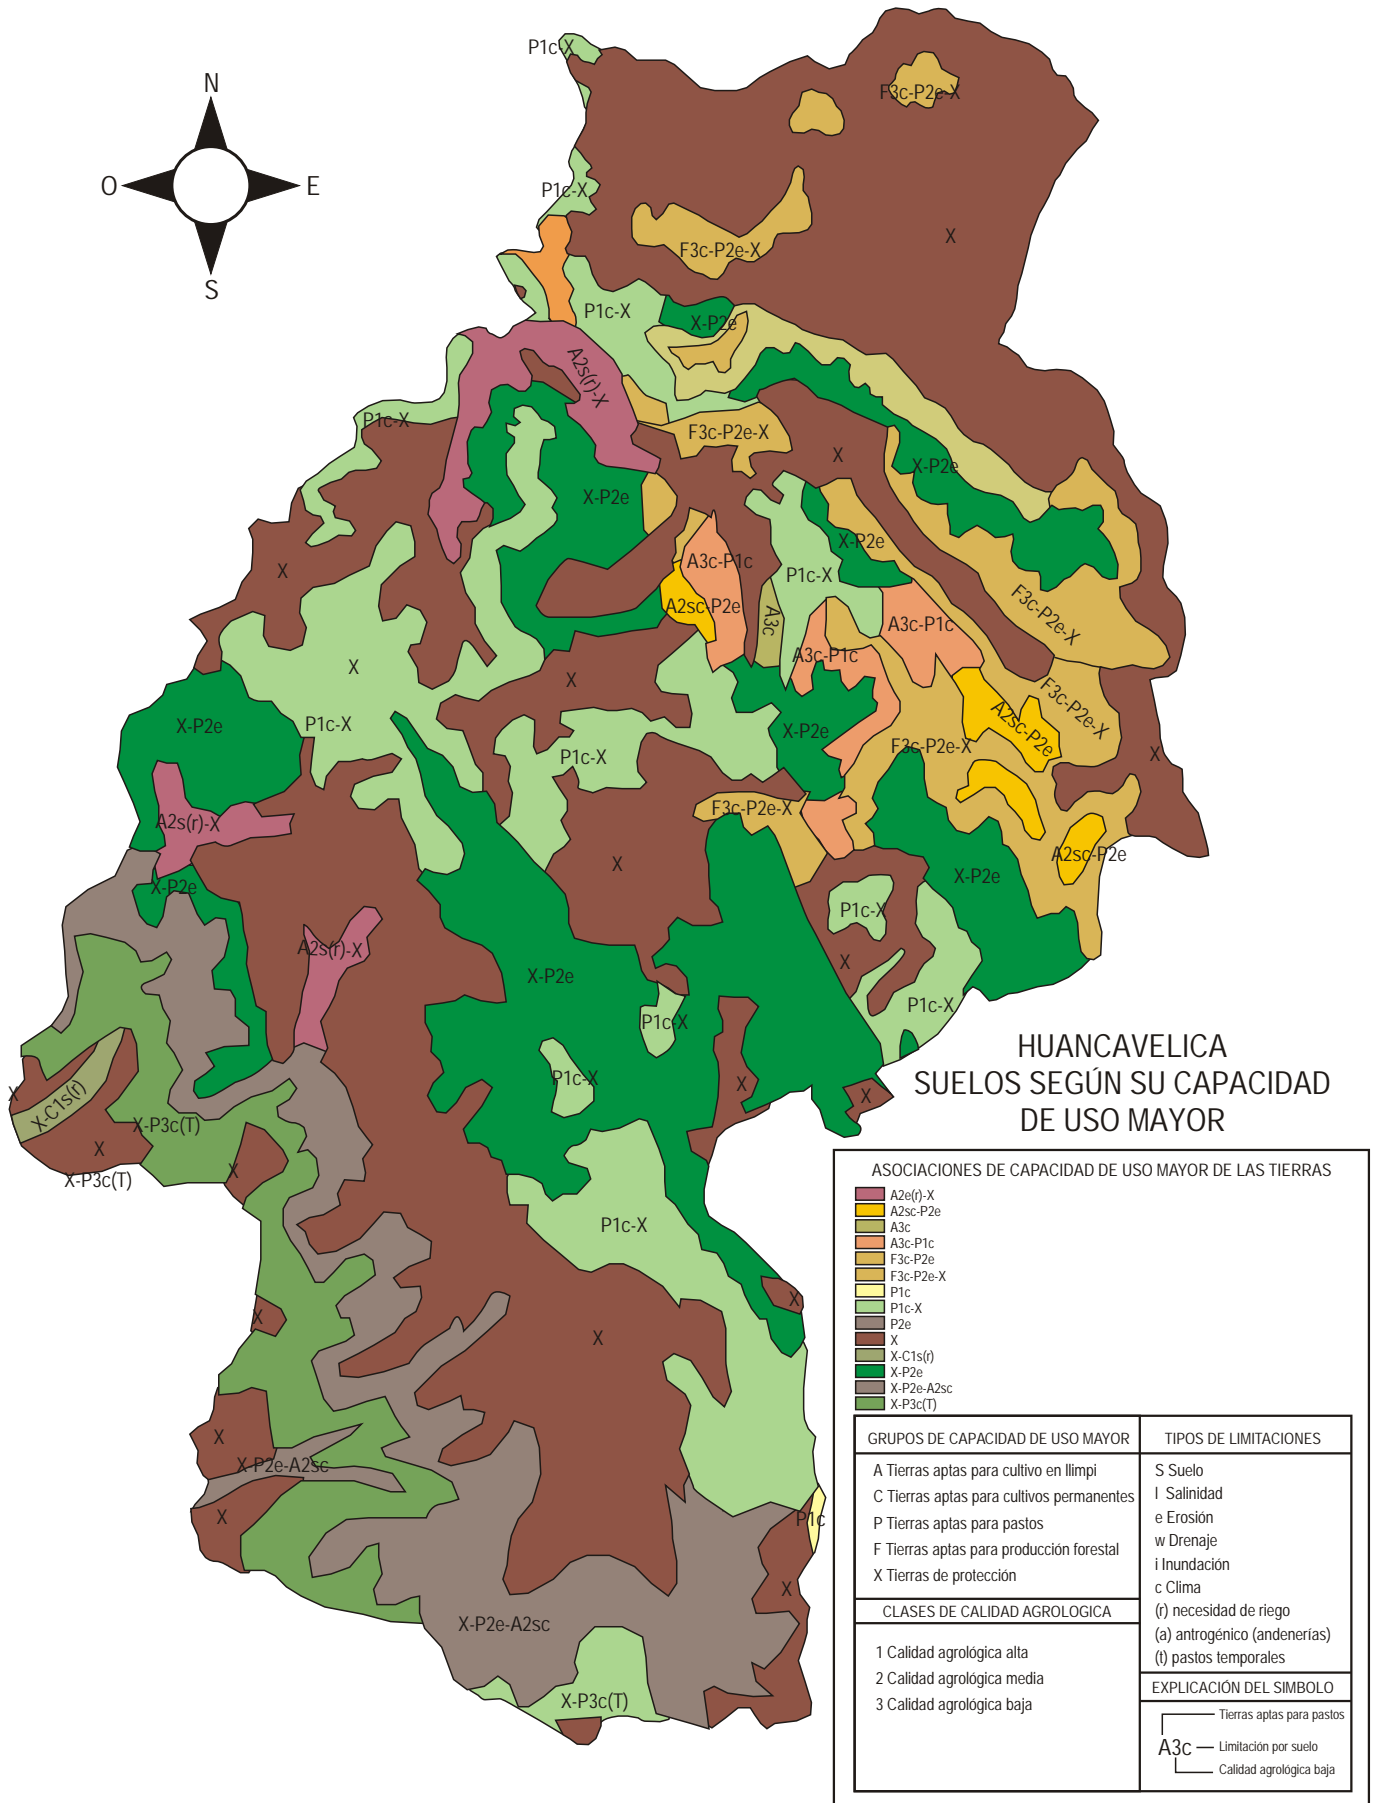 P1c-X
F3c-P2e-X
N
O
E
S
P1c-X
X
F3c-P2e-X
P1c-X
X-P2e
A2s(r)-X
P1c-X
F3c-P2e-X
X
X-P2e
X-P2e
X-P2e
A3c-P1c
P1c-X
X
A2sc-P2e
A3c
F3c-P2e-X
A3c-P1c
A3c-P1c
X
X
F3c-P2e-X
A2sc-P2e
X-P2e
P1c-X
X-P2e
F3c-P2e-X
P1c-X
X
F3c-P2e-X
A2s(r)-X
A2sc-P2e
X
X-P2e
X-P2e
P1c-X
A2s(r)-X
X
X-P2e
P1c-X
P1c-X
HUANCAVELICA
SUELOS SEGÚN SU CAPACIDAD
DE USO MAYOR
P1c-X
X
X
X
X-C1s(r)
X-P3c(T)
X
X
X-P3c(T)
P1c-X
X
X
X
X
X-P2e-A2sc
X
P1c
X
X-P2e-A2sc
X-P3c(T)
ASOCIACIONES DE CAPACIDAD DE USO MAYOR DE LAS TIERRAS
A2e(r)-X
A2sc-P2e
A3c
A3c-P1c
F3c-P2e
F3c-P2e-X
P1c
P1c-X
P2e
X
X-C1s(r)
X-P2e
X-P2e-A2sc
X-P3c(T)
GRUPOS DE CAPACIDAD DE USO MAYOR
A Tierras aptas para cultivo en llimpi
C Tierras aptas para cultivos permanentes
P Tierras aptas para pastos
F Tierras aptas para producción forestal
X Tierras de protección
CLASES DE CALIDAD AGROLOGICA
1 Calidad agrológica alta
2 Calidad agrológica media
3 Calidad agrológica baja
TIPOS DE LIMITACIONES
S Suelo
l Salinidad
e Erosión
w Drenaje
i Inundación
c Clima
(r) necesidad de riego
(a) antrogénico (andenerías)
(t) pastos temporales
EXPLICACIÓN DEL SIMBOLO
Tierras aptas para pastos
A3c
Limitación por suelo
Calidad agrológica baja